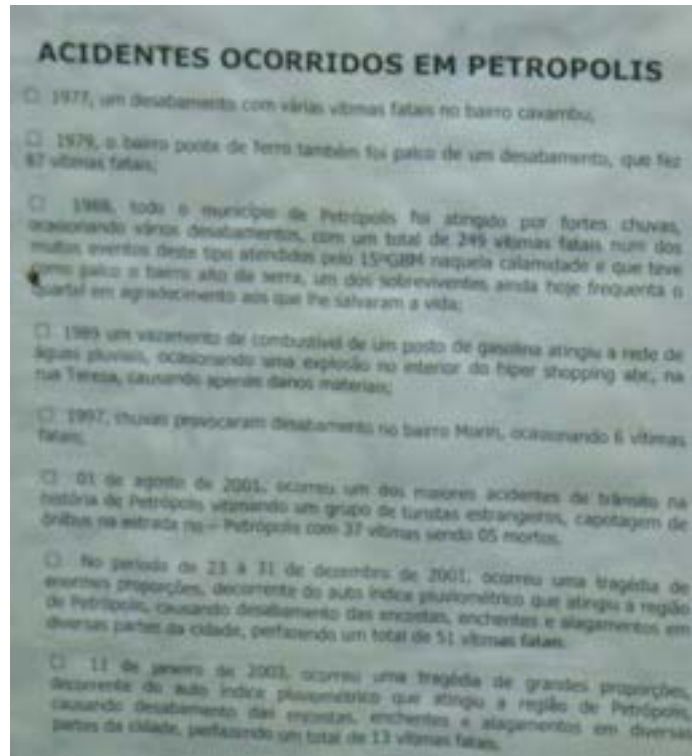 ACIDENTES OCORRIDOS EM PETROPOLIS
□ 1977, um desabamento com várias vítimas fatais no bairro caxambu;
□ 1979, o bairro ponte de ferro também foi palco de um desabamento, que fez
87 vítimas fatais;
□ 1988, todo o município de Petrópolis foi atingido por fortes chuvas,
ocasionando vários desabamentos, com um total de 249 vítimas fatais num dos
muitos eventos deste tipo atendidos pelo 15ºGBM naquela calamidade e que teve
como palco o bairro alto da serra, um dos sobreviventes ainda hoje frequenta o
quartel em agradecimento aos que lhe salvaram a vida;
□ 1989 um vazamento de combustível de um posto de gasolina atingiu a rede de
águas pluviais, ocasionando uma explosão no interior do hiper shopping abc, na
rua Teresa, causando apenas danos materiais;
□ 1997, chuvas provocaram desabamento no bairro Morin, ocasionando 6 vítimas
fatais;
□ 01 de agosto de 2001, ocorreu um dos maiores acidentes de trânsito na
história de Petrópolis vitimando um grupo de turistas estrangeiros, capotagem de
ônibus na estrada rio – Petrópolis com 37 vítimas sendo 05 mortos.
□ No período de 23 à 31 de dezembro de 2001, ocorreu uma tragédia de
enormes proporções, decorrente do auto índice pluviométrico que atingiu a região
de Petrópolis, causando desabamento das encostas, enchentes e alagamentos em
diversas partes da cidade, perfazendo um total de 51 vítimas fatais.
□ 11 de janeiro de 2003, ocorreu uma tragédia de grandes proporções,
decorrente do auto índice pluviométrico que atingiu a região de Petrópolis,
causando desabamento das encostas, enchentes e alagamentos em diversas
partes da cidade, perfazendo um total de 13 vítimas fatais.